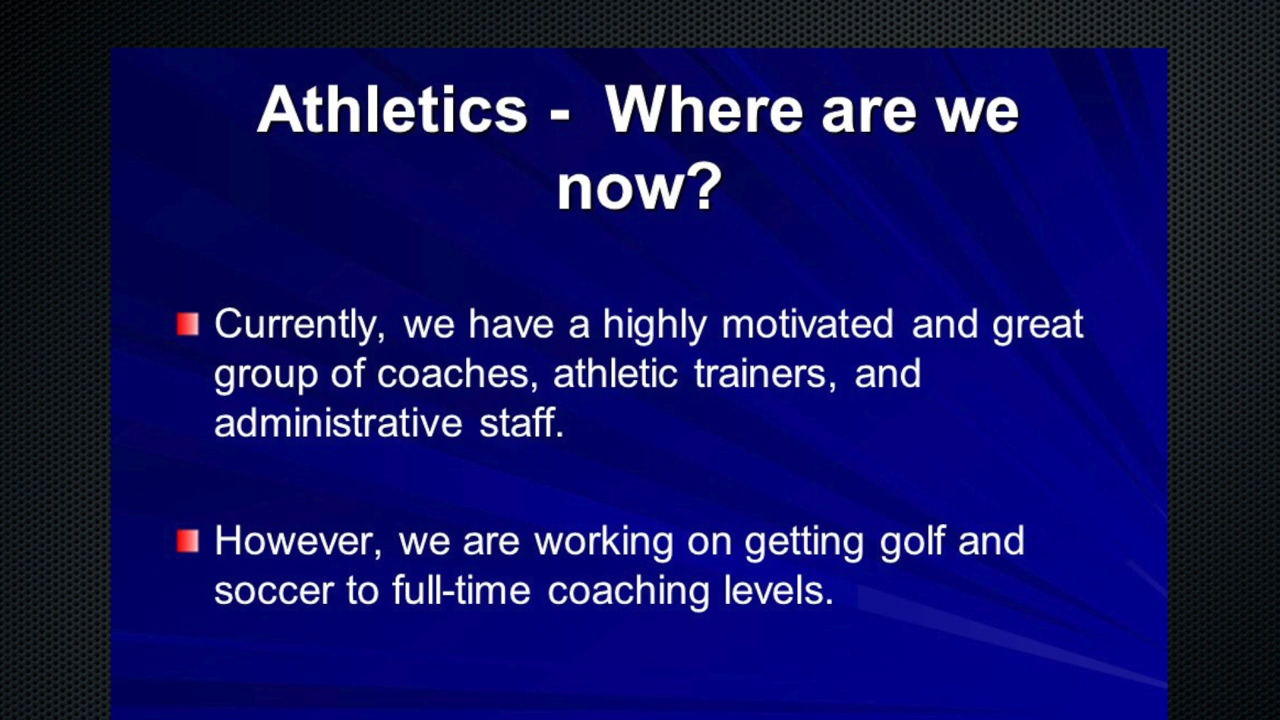 Athletics - Where are we
now?
Currently, we have a highly motivated and great
group of coaches, athletic trainers, and
administrative staff.
However, we are working on getting golf and
soccer to full-time coaching levels.